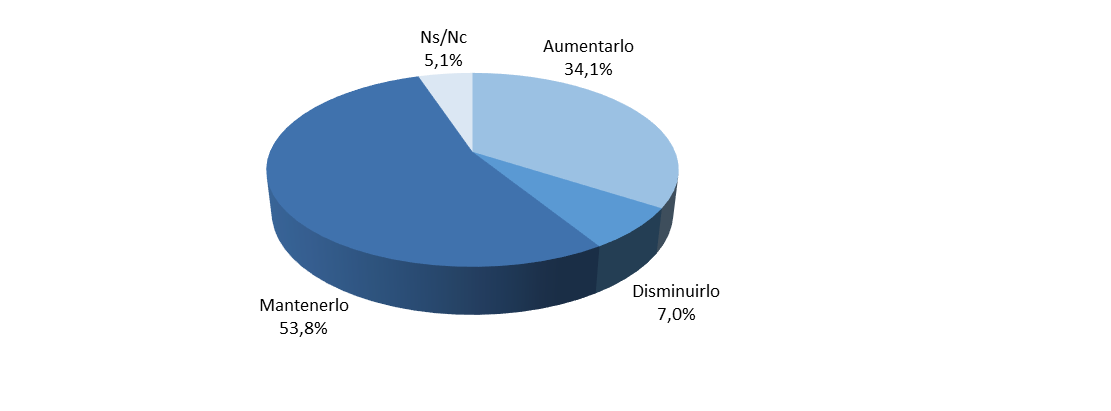 Ns/Nc
5,1%
Aumentarlo
34,1%
Mantenerlo
53,8%
Disminuirlo
7,0%